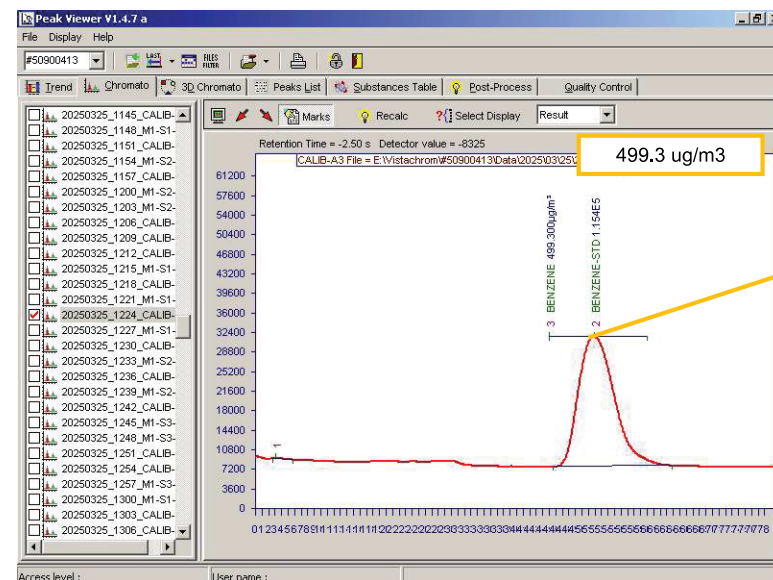 Peak Viewer V1.4.7 a
File Display Help
#50900413
LAST
FILES FILTER
Trend Chromato 3D Chromato Peaks List Substances Table Post-Process Quality Control
Marks Recalc ?{} Select Display Result
20250325_1145_CALIB-
20250325_1148_M1-S1-
20250325_1151_CALIB-
20250325_1154_M1-S2-
20250325_1157_CALIB-
20250325_1200_M1-S2-
20250325_1203_M1-S2-
20250325_1206_CALIB-
20250325_1209_CALIB-
20250325_1212_CALIB-
20250325_1215_M1-S1-
20250325_1218_CALIB-
20250325_1221_M1-S1-
20250325_1224_CALIB-
20250325_1227_M1-S1-
20250325_1230_CALIB-
20250325_1233_M1-S2-
20250325_1236_CALIB-
20250325_1239_M1-S2-
20250325_1242_CALIB-
20250325_1245_M1-S3-
20250325_1248_M1-S3-
20250325_1251_CALIB-
20250325_1254_CALIB-
20250325_1257_M1-S3-
20250325_1300_M1-S1-
20250325_1303_CALIB-
20250325_1306_CALIB-
Retention Time = -2.50 s Detector value = -8325
CALIB-A3 File = E:\Vistachrom\#50900413\Data\2025\03\25\
499.3 ug/m3
61200
57600
54000
50400
46800
43200
39600
36000
32400
28800
25200
21600
18000
14400
10800
7200
3600
0
1
3 BENZENE 499.300µg/m³
2 BENZENE-STD 1.154E5
Access level :
User name :